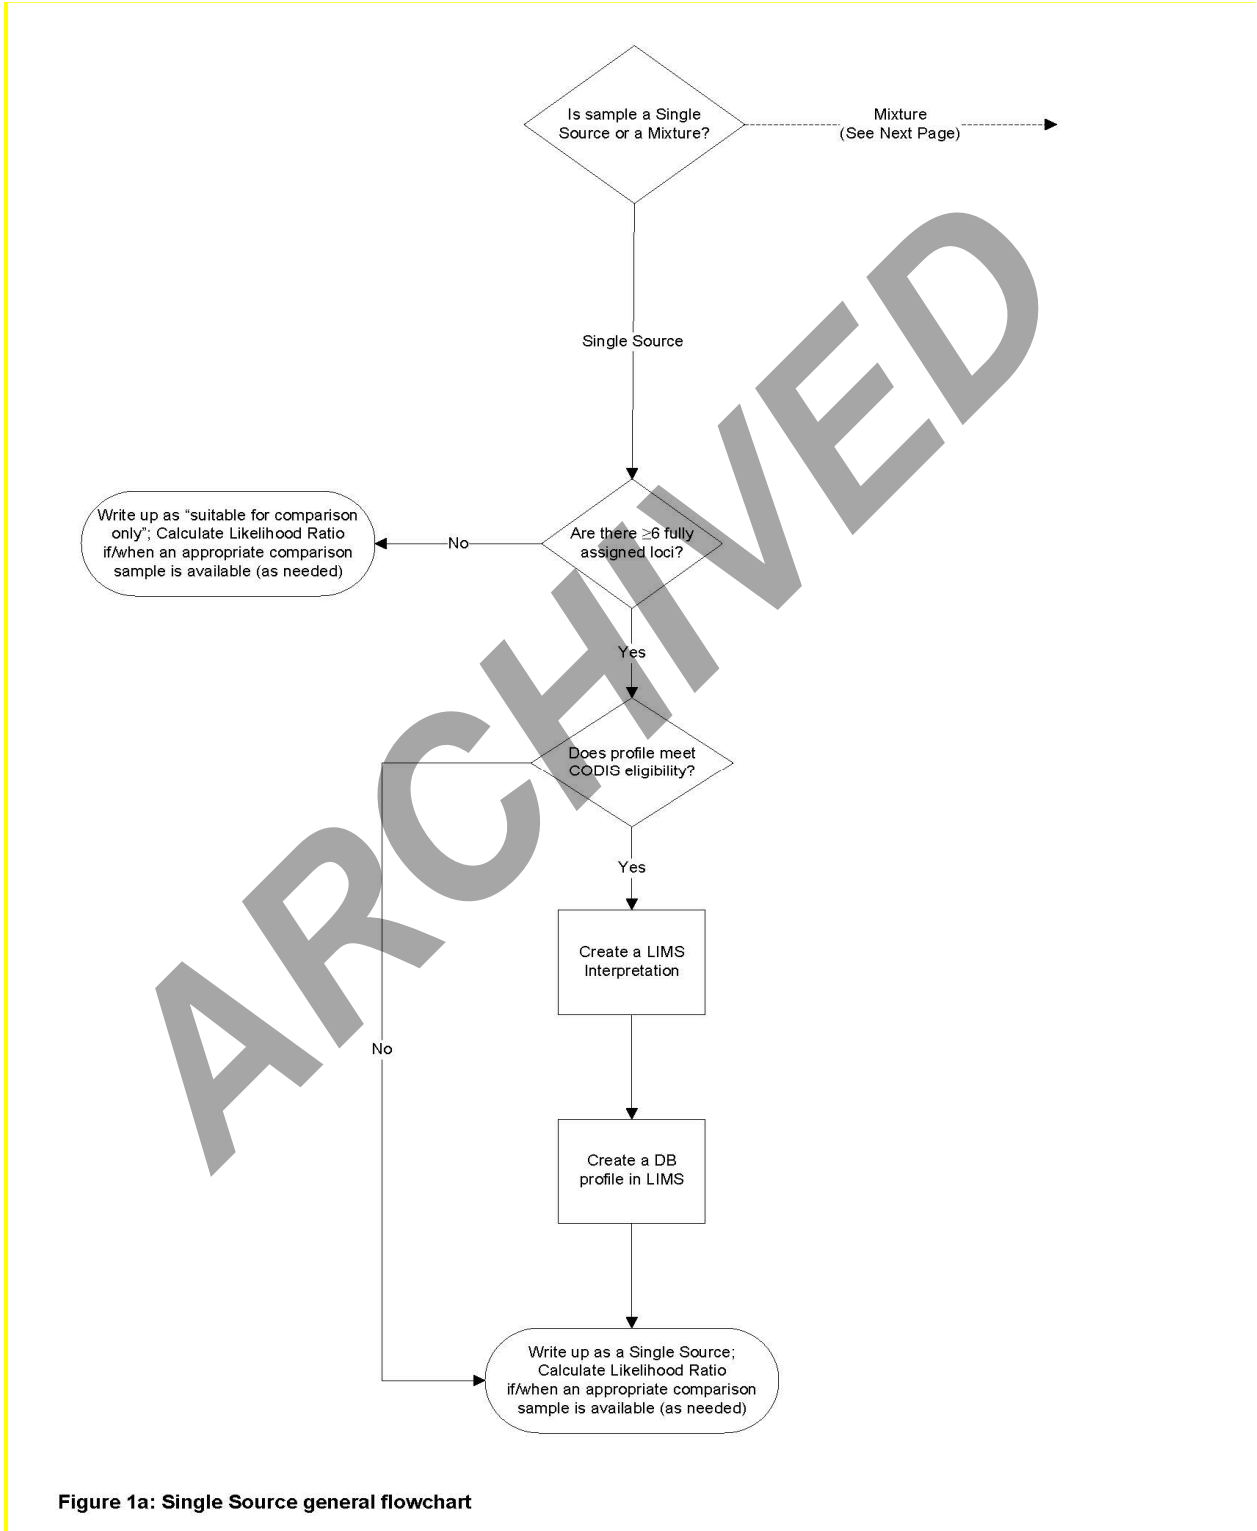 Is sample a Single
Source or a Mixture?
Mixture
(See Next Page)
Single Source
Write up as “suitable for comparison
only”; Calculate Likelihood Ratio
if/when an appropriate comparison
sample is available (as needed)
No
Are there ≥6 fully
assigned loci?
Yes
Does profile meet
CODIS eligibility?
Yes
Create a LIMS
Interpretation
No
Create a DB
profile in LIMS
Write up as a Single Source;
Calculate Likelihood Ratio
if/when an appropriate comparison
sample is available (as needed)
ARCHIVED
Figure 1a: Single Source general flowchart